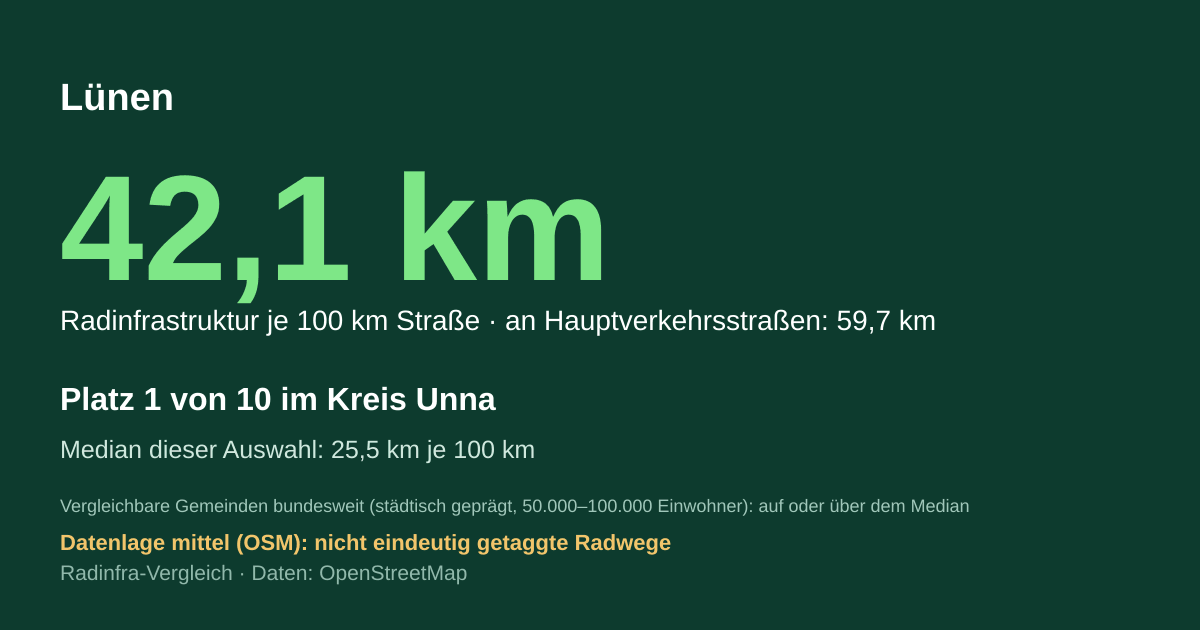 Lünen
42,1 km
Radinfrastruktur je 100 km Straße · an Hauptverkehrsstraßen: 59,7 km
Platz 1 von 10 im Kreis Unna
Median dieser Auswahl: 25,5 km je 100 km
Vergleichbare Gemeinden bundesweit (städtisch geprägt, 50.000–100.000 Einwohner): auf oder über dem Median
Datenlage mittel (OSM): nicht eindeutig getaggte Radwege
Radinfra-Vergleich · Daten: OpenStreetMap